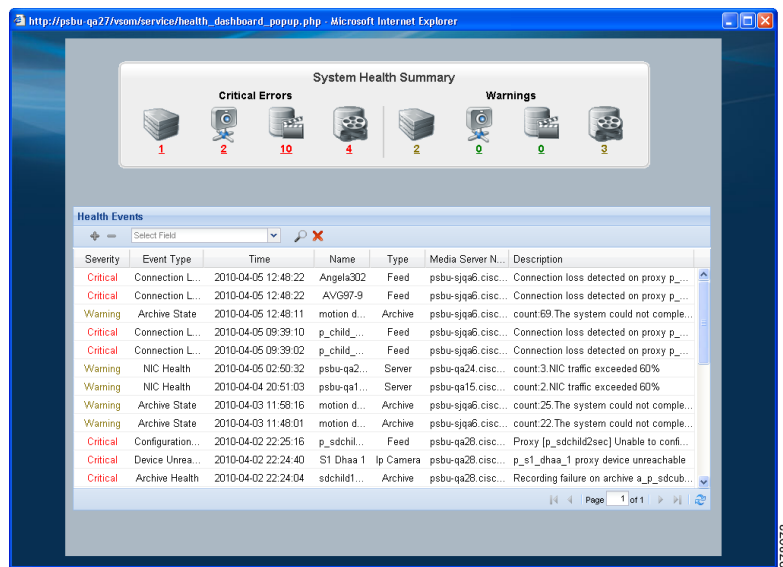 http://psbu-qa27/vsom/service/health_dashboard_popup.php - Microsoft Internet Explorer
System Health Summary
Critical Errors Warnings
1 2 10 4 2 0 0 3
Health Events
Select Field
Severity Event Type Time Name Type Media Server N... Description
Critical Connection L... 2010-04-05 12:48:22 Angela302 Feed psbu-sjqa6.cisc... Connection loss detected on proxy p_...
Critical Connection L... 2010-04-05 12:48:22 AVG97-9 Feed psbu-sjqa6.cisc... Connection loss detected on proxy p_...
Warning Archive State 2010-04-05 12:48:11 motion d... Archive psbu-sjqa6.cisc... count:69.The system could not comple...
Critical Connection L... 2010-04-05 09:39:10 p_child_... Feed psbu-sjqa6.cisc... Connection loss detected on proxy p_...
Critical Connection L... 2010-04-05 09:39:02 p_child_... Feed psbu-sjqa6.cisc... Connection loss detected on proxy p_...
Warning NIC Health 2010-04-05 02:50:32 psbu-qa2... Server psbu-qa24.cisc... count:3.NIC traffic exceeded 60%
Warning NIC Health 2010-04-04 20:51:03 psbu-qa1... Server psbu-qa15.cisc... count:2.NIC traffic exceeded 60%
Warning Archive State 2010-04-03 11:58:16 motion d... Archive psbu-sjqa6.cisc... count:25.The system could not comple...
Warning Archive State 2010-04-03 11:48:01 motion d... Archive psbu-sjqa6.cisc... count:22.The system could not comple...
Critical Configuration... 2010-04-02 22:25:16 p_sdchil... Feed psbu-qa28.cisc... Proxy [p_sdchild2sec] Unable to confi...
Critical Device Unrea... 2010-04-02 22:24:40 S1 Dhaa 1 Ip Camera psbu-qa28.cisc... p_s1_dhaa_1 proxy device unreachable
Critical Archive Health 2010-04-02 22:24:04 sdchild1... Archive psbu-qa28.cisc... Recording failure on archive a_p_sdcub...
Page 1 of 1